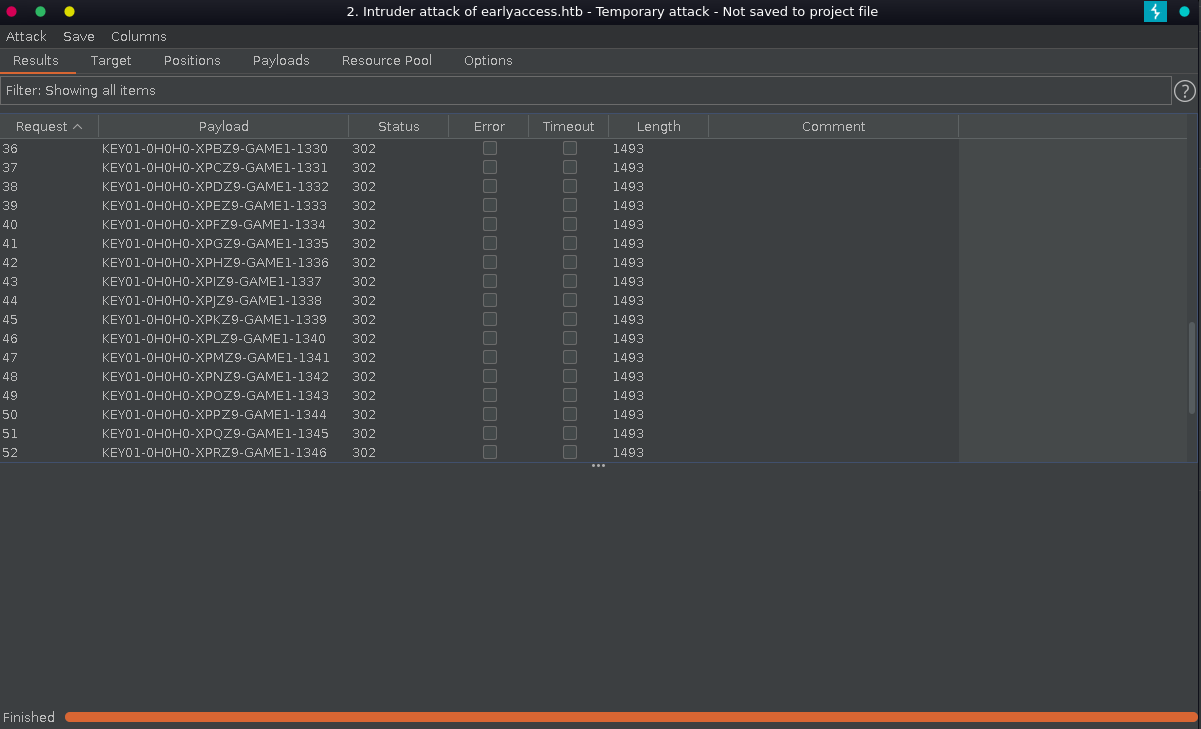 2. Intruder attack of earlyaccess.htb - Temporary attack - Not saved to project file
Attack Save Columns
Results Target Positions Payloads Resource Pool Options
Filter: Showing all items ?
Request Payload Status Error Timeout Length Comment
36 KEY01-0H0H0-XPBZ9-GAME1-1330 302 1493
37 KEY01-0H0H0-XPCZ9-GAME1-1331 302 1493
38 KEY01-0H0H0-XPDZ9-GAME1-1332 302 1493
39 KEY01-0H0H0-XPEZ9-GAME1-1333 302 1493
40 KEY01-0H0H0-XPFZ9-GAME1-1334 302 1493
41 KEY01-0H0H0-XPGZ9-GAME1-1335 302 1493
42 KEY01-0H0H0-XPHZ9-GAME1-1336 302 1493
43 KEY01-0H0H0-XPIZ9-GAME1-1337 302 1493
44 KEY01-0H0H0-XPJZ9-GAME1-1338 302 1493
45 KEY01-0H0H0-XPKZ9-GAME1-1339 302 1493
46 KEY01-0H0H0-XPLZ9-GAME1-1340 302 1493
47 KEY01-0H0H0-XPMZ9-GAME1-1341 302 1493
48 KEY01-0H0H0-XPNZ9-GAME1-1342 302 1493
49 KEY01-0H0H0-XPOZ9-GAME1-1343 302 1493
50 KEY01-0H0H0-XPPZ9-GAME1-1344 302 1493
51 KEY01-0H0H0-XPQZ9-GAME1-1345 302 1493
52 KEY01-0H0H0-XPRZ9-GAME1-1346 302 1493
Finished